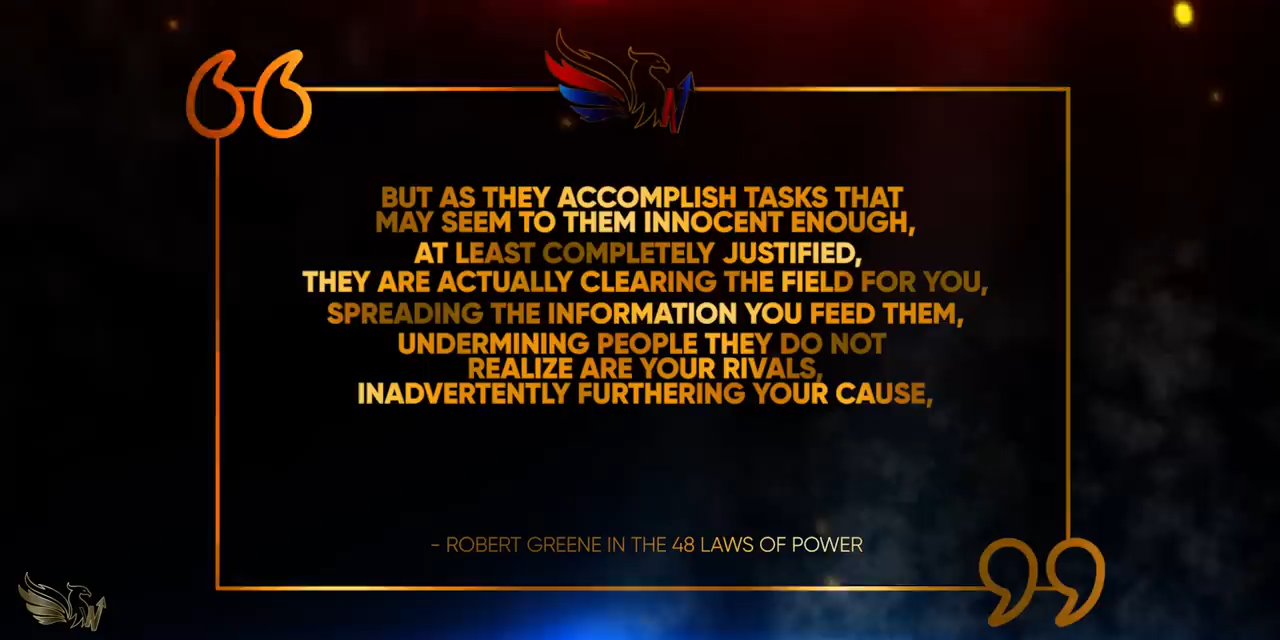 BUT AS THEY ACCOMPLISH TASKS THAT
MAY SEEM TO THEM INNOCENT ENOUGH,
AT LEAST COMPLETELY JUSTIFIED,
THEY ARE ACTUALLY CLEARING THE FIELD FOR YOU,
SPREADING THE INFORMATION YOU FEED THEM,
UNDERMINING PEOPLE THEY DO NOT
REALIZE ARE YOUR RIVALS,
INADVERTENTLY FURTHERING YOUR CAUSE,
– ROBERT GREENE IN THE 48 LAWS OF POWER